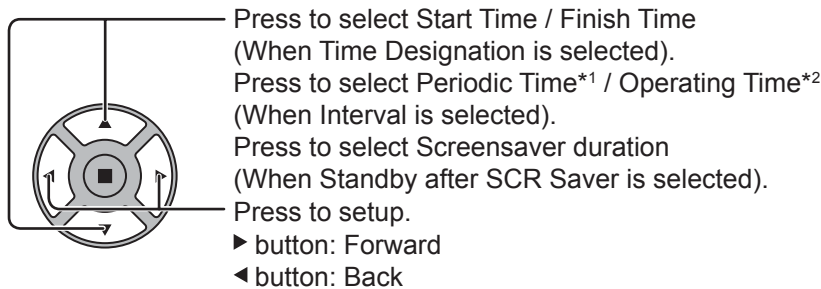 Press to select Start Time / Finish Time
(When Time Designation is selected).
Press to select Periodic Time*1 / Operating Time*2
(When Interval is selected).
Press to select Screensaver duration
(When Standby after SCR Saver is selected).
Press to setup.
▶ button: Forward
◀ button: Back